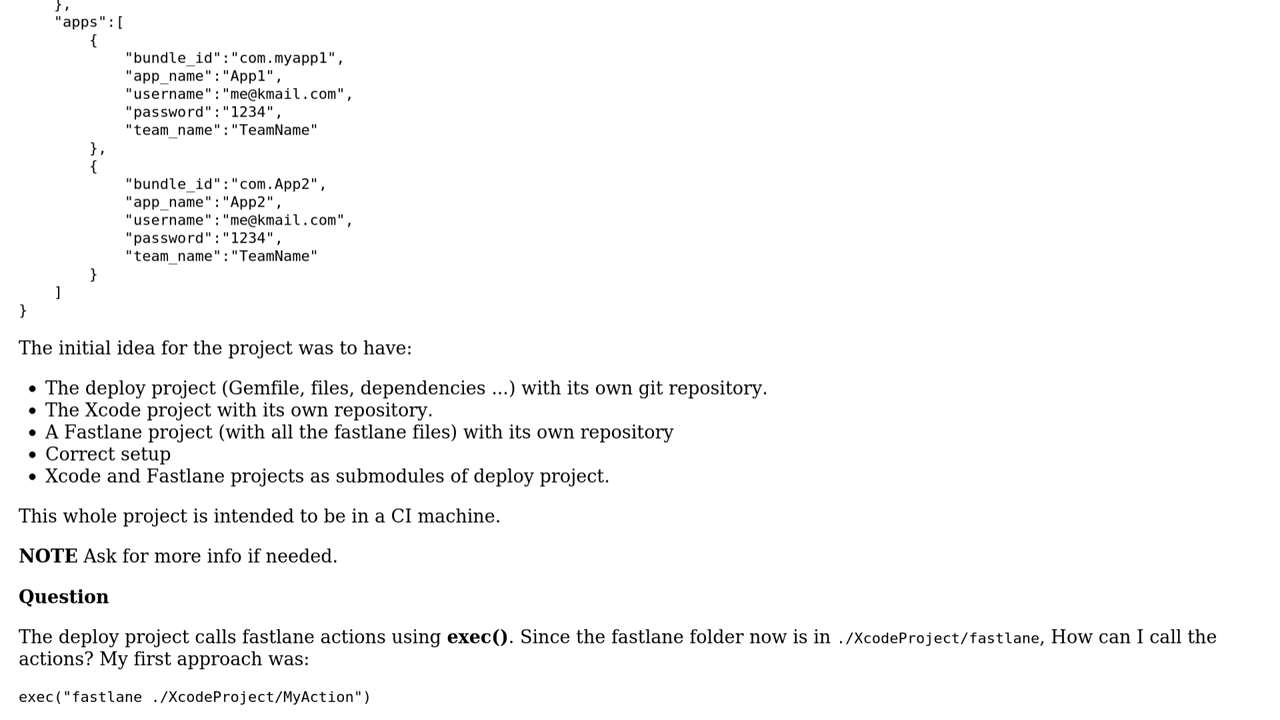 },
    "apps":[
        {
            "bundle_id":"com.myapp1",
            "app_name":"App1",
            "username":"me@kmail.com",
            "password":"1234",
            "team_name":"TeamName"
        },
        {
            "bundle_id":"com.App2",
            "app_name":"App2",
            "username":"me@kmail.com",
            "password":"1234",
            "team_name":"TeamName"
        }
    ]
}
The initial idea for the project was to have:
• The deploy project (Gemfile, files, dependencies ...) with its own git repository.
• The Xcode project with its own repository.
• A Fastlane project (with all the fastlane files) with its own repository
• Correct setup
• Xcode and Fastlane projects as submodules of deploy project.
This whole project is intended to be in a CI machine.
NOTE Ask for more info if needed.
Question
The deploy project calls fastlane actions using exec(). Since the fastlane folder now is in ./XcodeProject/fastlane, How can I call the
actions? My first approach was:
exec("fastlane ./XcodeProject/MyAction")